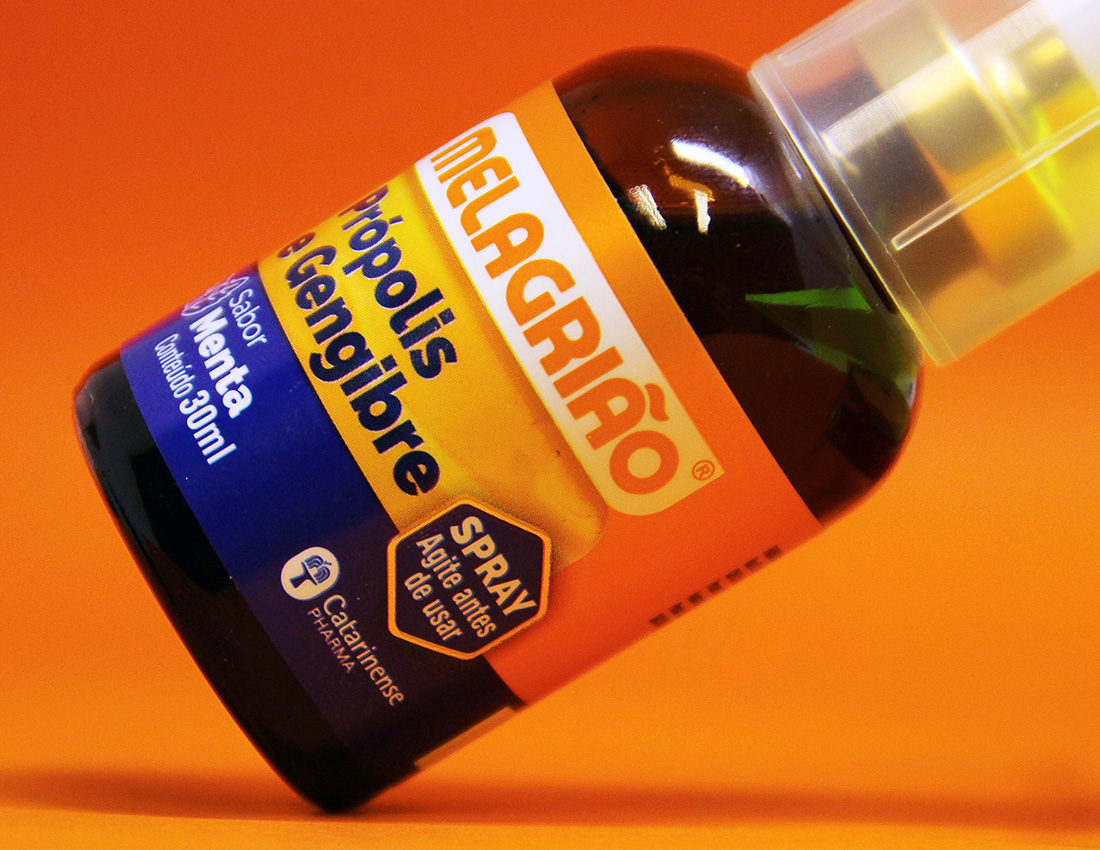 MELAGRIÃO®
Própolis
e Gengibre
SPRAY
Agite antes
de usar
Sabor
Menta
Conteúdo 30ml
Catarinense
PHARMA